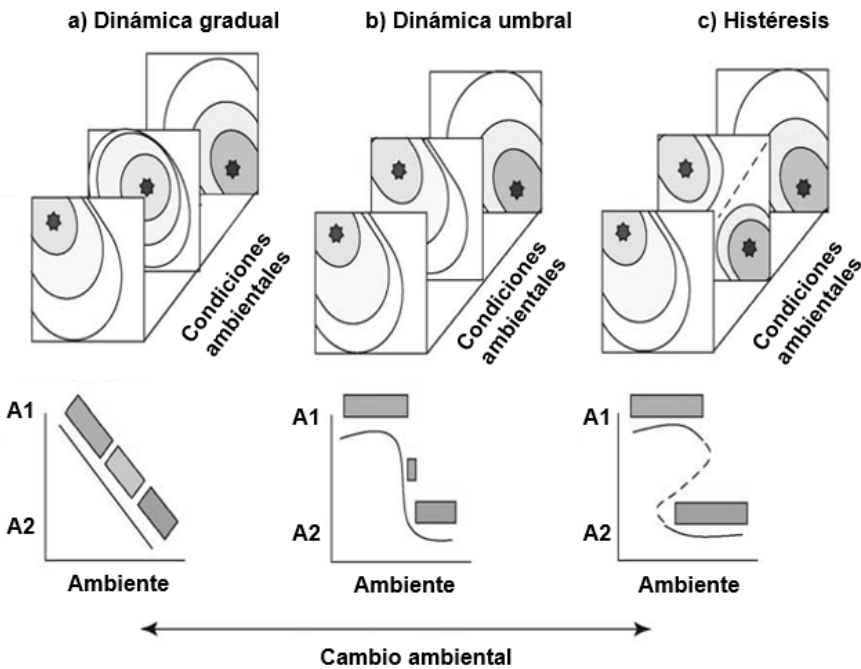 a) Dinámica gradual
b) Dinámica umbral
c) Histéresis
Condiciones
ambientales
Condiciones
ambientales
Condiciones
ambientales
A1
A2
Ambiente
A1
A2
Ambiente
A1
A2
Ambiente
Cambio ambiental